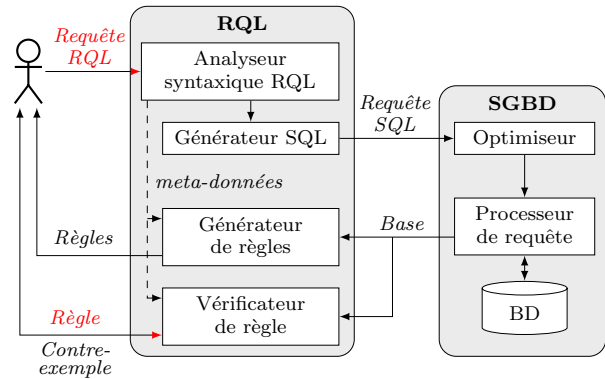 RQL
Requête
RQL
Analyseur
syntaxique RQL
Générateur SQL
Requête
SQL
SGBD
Optimiseur
meta-données
Générateur
de règles
Règles
Base
Processeur
de requête
Vérificateur
de règle
Règle
Contre-
exemple
BD